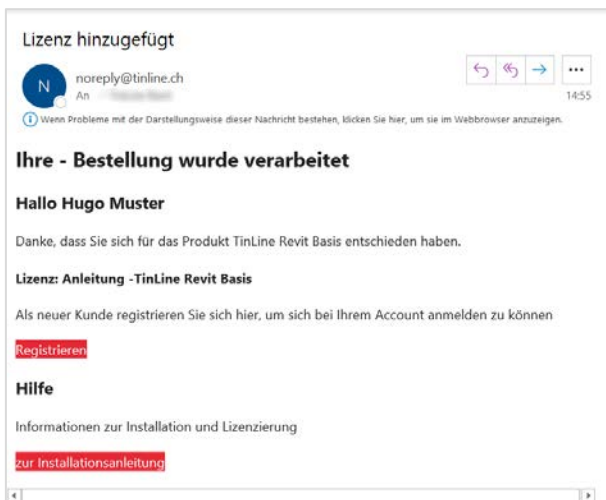 Lizenz hinzugefügt
N
noreply@tinline.ch
An
14:55
Wenn Probleme mit der Darstellungsweise dieser Nachricht bestehen, klicken Sie hier, um sie im Webbrowser anzuzeigen.
Ihre - Bestellung wurde verarbeitet
Hallo Hugo Muster
Danke, dass Sie sich für das Produkt TinLine Revit Basis entschieden haben.
Lizenz: Anleitung -TinLine Revit Basis
Als neuer Kunde registrieren Sie sich hier, um sich bei Ihrem Account anmelden zu können
Registrieren
Hilfe
Informationen zur Installation und Lizenzierung
zur Installationsanleitung